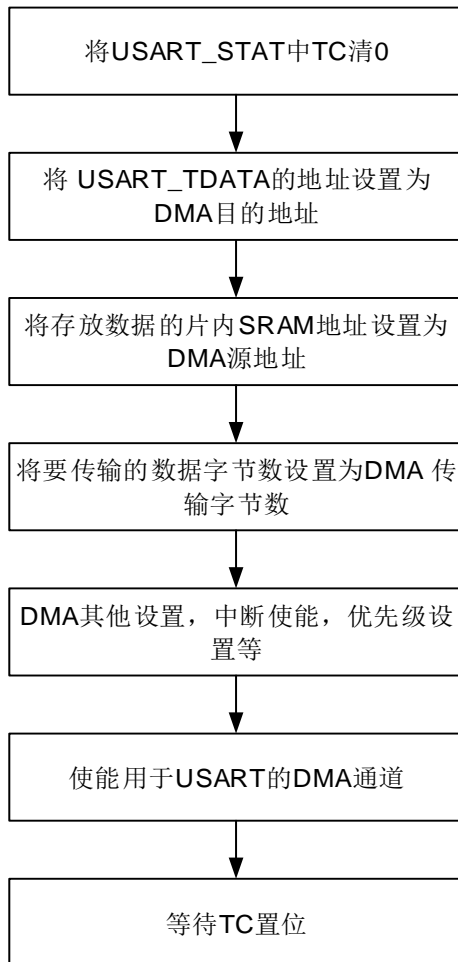 将USART_STAT中TC清0
将 USART_TDATA的地址设置为
DMA目的地址
将存放数据的片内SRAM地址设置为
DMA源地址
将要传输的数据字节数设置为DMA 传
输字节数
DMA其他设置，中断使能，优先级设
置等
使能用于USART的DMA通道
等待TC置位